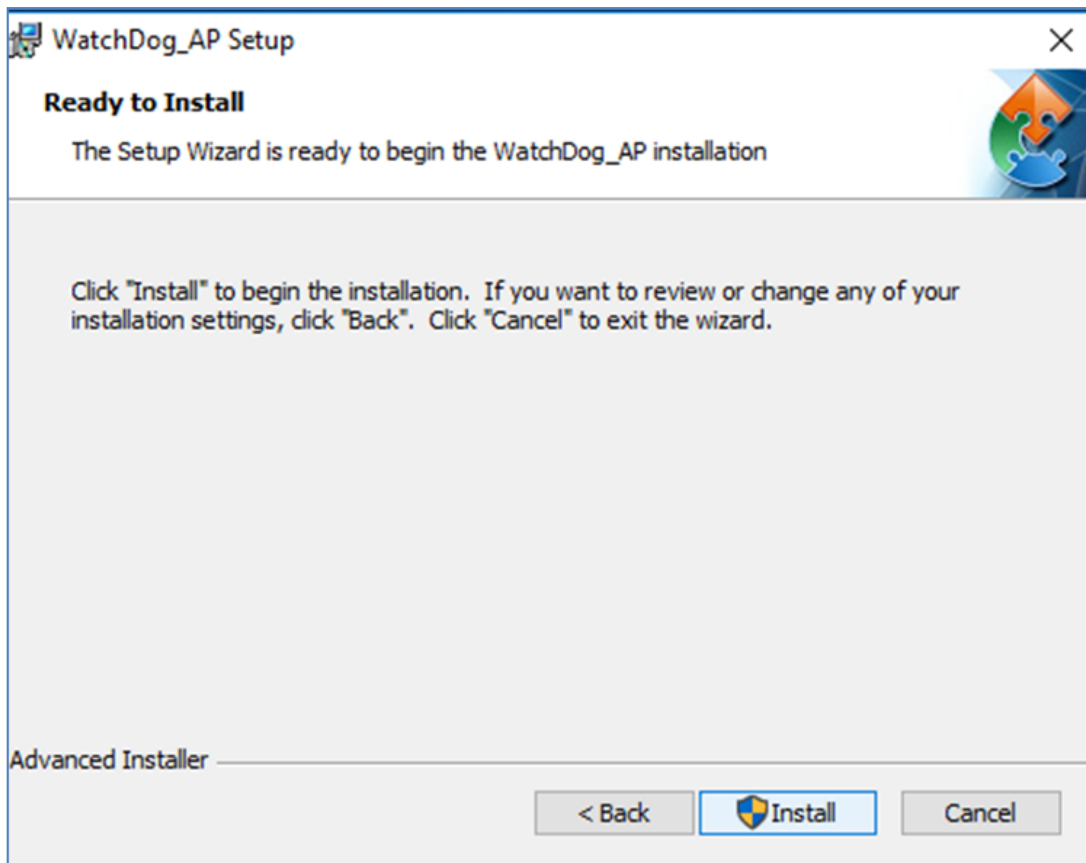 WatchDog_AP Setup
Ready to Install
The Setup Wizard is ready to begin the WatchDog_AP installation
Click "Install" to begin the installation.  If you want to review or change any of your
installation settings, click "Back".  Click "Cancel" to exit the wizard.
Advanced Installer
< Back
Install
Cancel